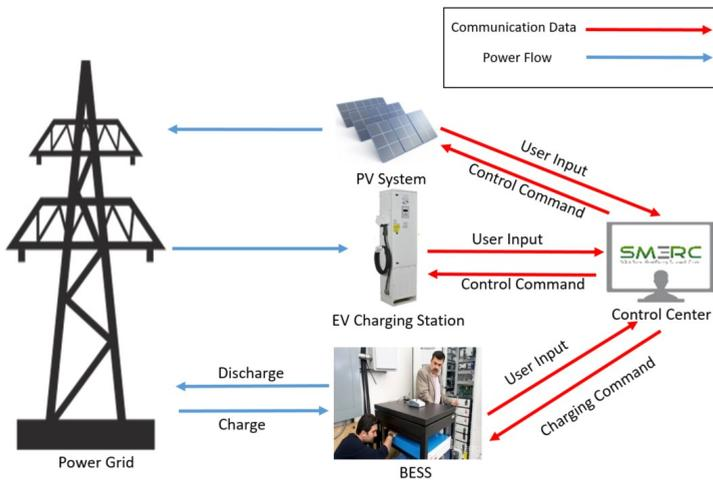 Communication Data
Power Flow
PV System
User Input
Control Command
User Input
SMERC
Control Command
Control Center
EV Charging Station
Discharge
Charge
User Input
Charging Command
Power Grid
BESS